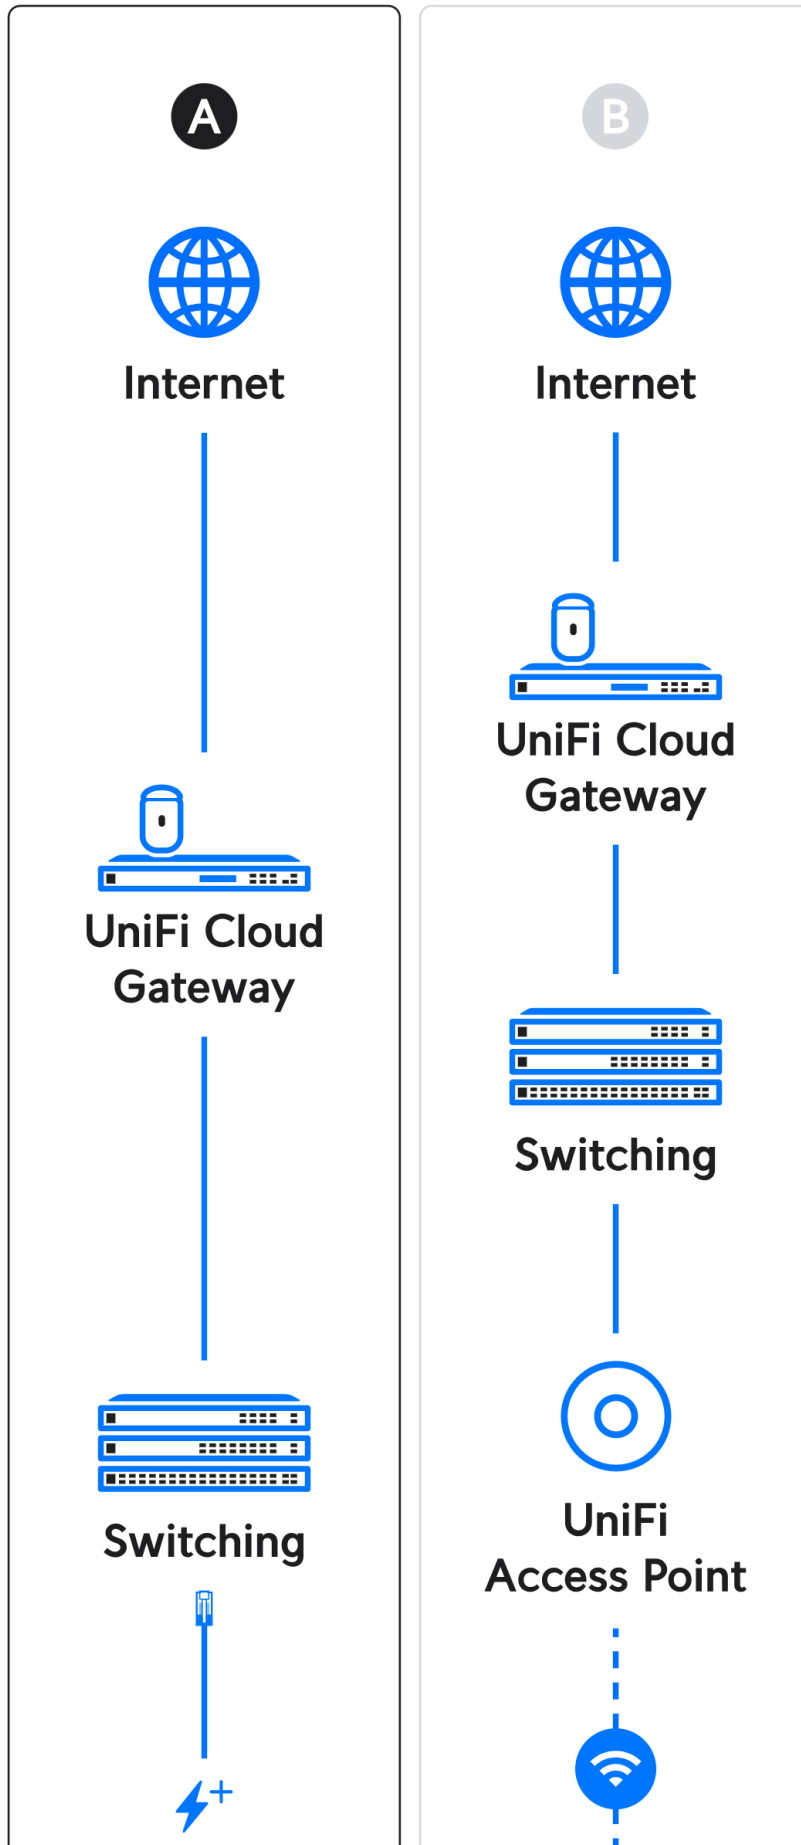 A
Internet
UniFi Cloud
Gateway
Switching
B
Internet
UniFi Cloud
Gateway
Switching
UniFi
Access Point